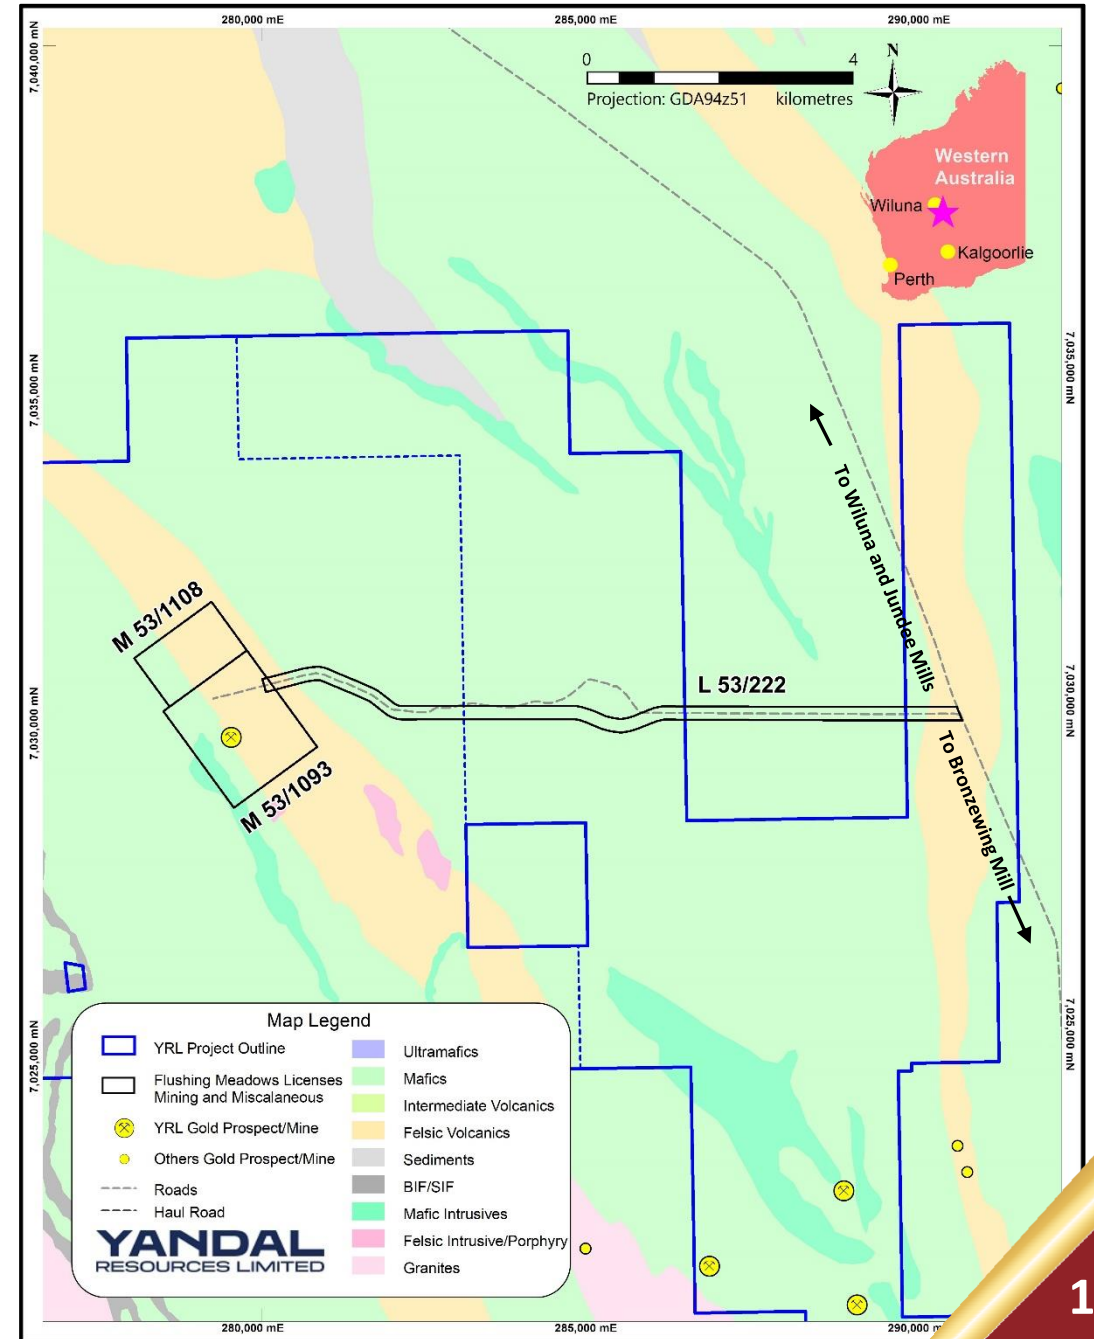 280,000 mE
285,000 mE
290,000 mE
7,040,000 mN
0
4
Projection: GDA94z51
kilometres
N
Western
Australia
Wiluna
Kalgoorlie
Perth
7,035,000 mN
7,035,000 mN
To Wiluna and Jundee Mills
M 53/1108
L 53/222
7,030,000 mN
7,030,000 mN
M 53/1093
To Bronzewing Mill
7,025,000 mN
7,025,000 mN
Map Legend
YRL Project Outline
Flushing Meadows Licenses
Mining and Miscalaneous
YRL Gold Prospect/Mine
Others Gold Prospect/Mine
Roads
Haul Road
YANDAL
RESOURCES LIMITED
Ultramafics
Mafics
Intermediate Volcanics
Felsic Volcanics
Sediments
BIF/SIF
Mafic Intrusives
Felsic Intrusive/Porphyry
Granites
280,000 mE
285,000 mE
290,000
1